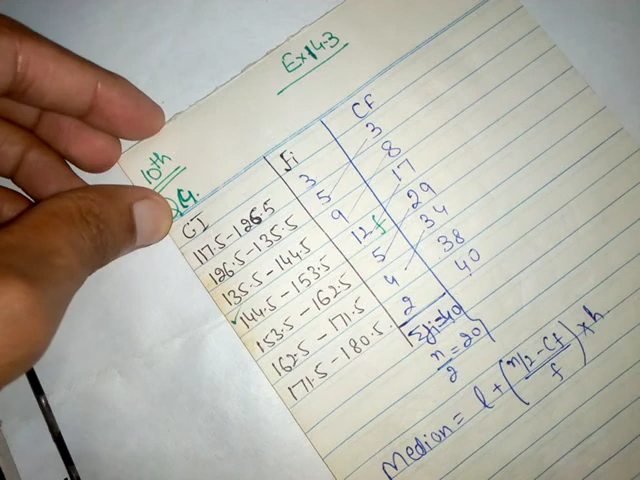 Ex14.3
10th
Q4.
CI fi CF
117.5-126.5 3 3
126.5-135.5 5 8
135.5-144.5 9 17
✓144.5-153.5 12 f 29
153.5-162.5 5 34
162.5-171.5 4 38
171.5-180.5. 2 40
Σfi=40
n/2=20
Median = l+(n/2-Cf/f)×h